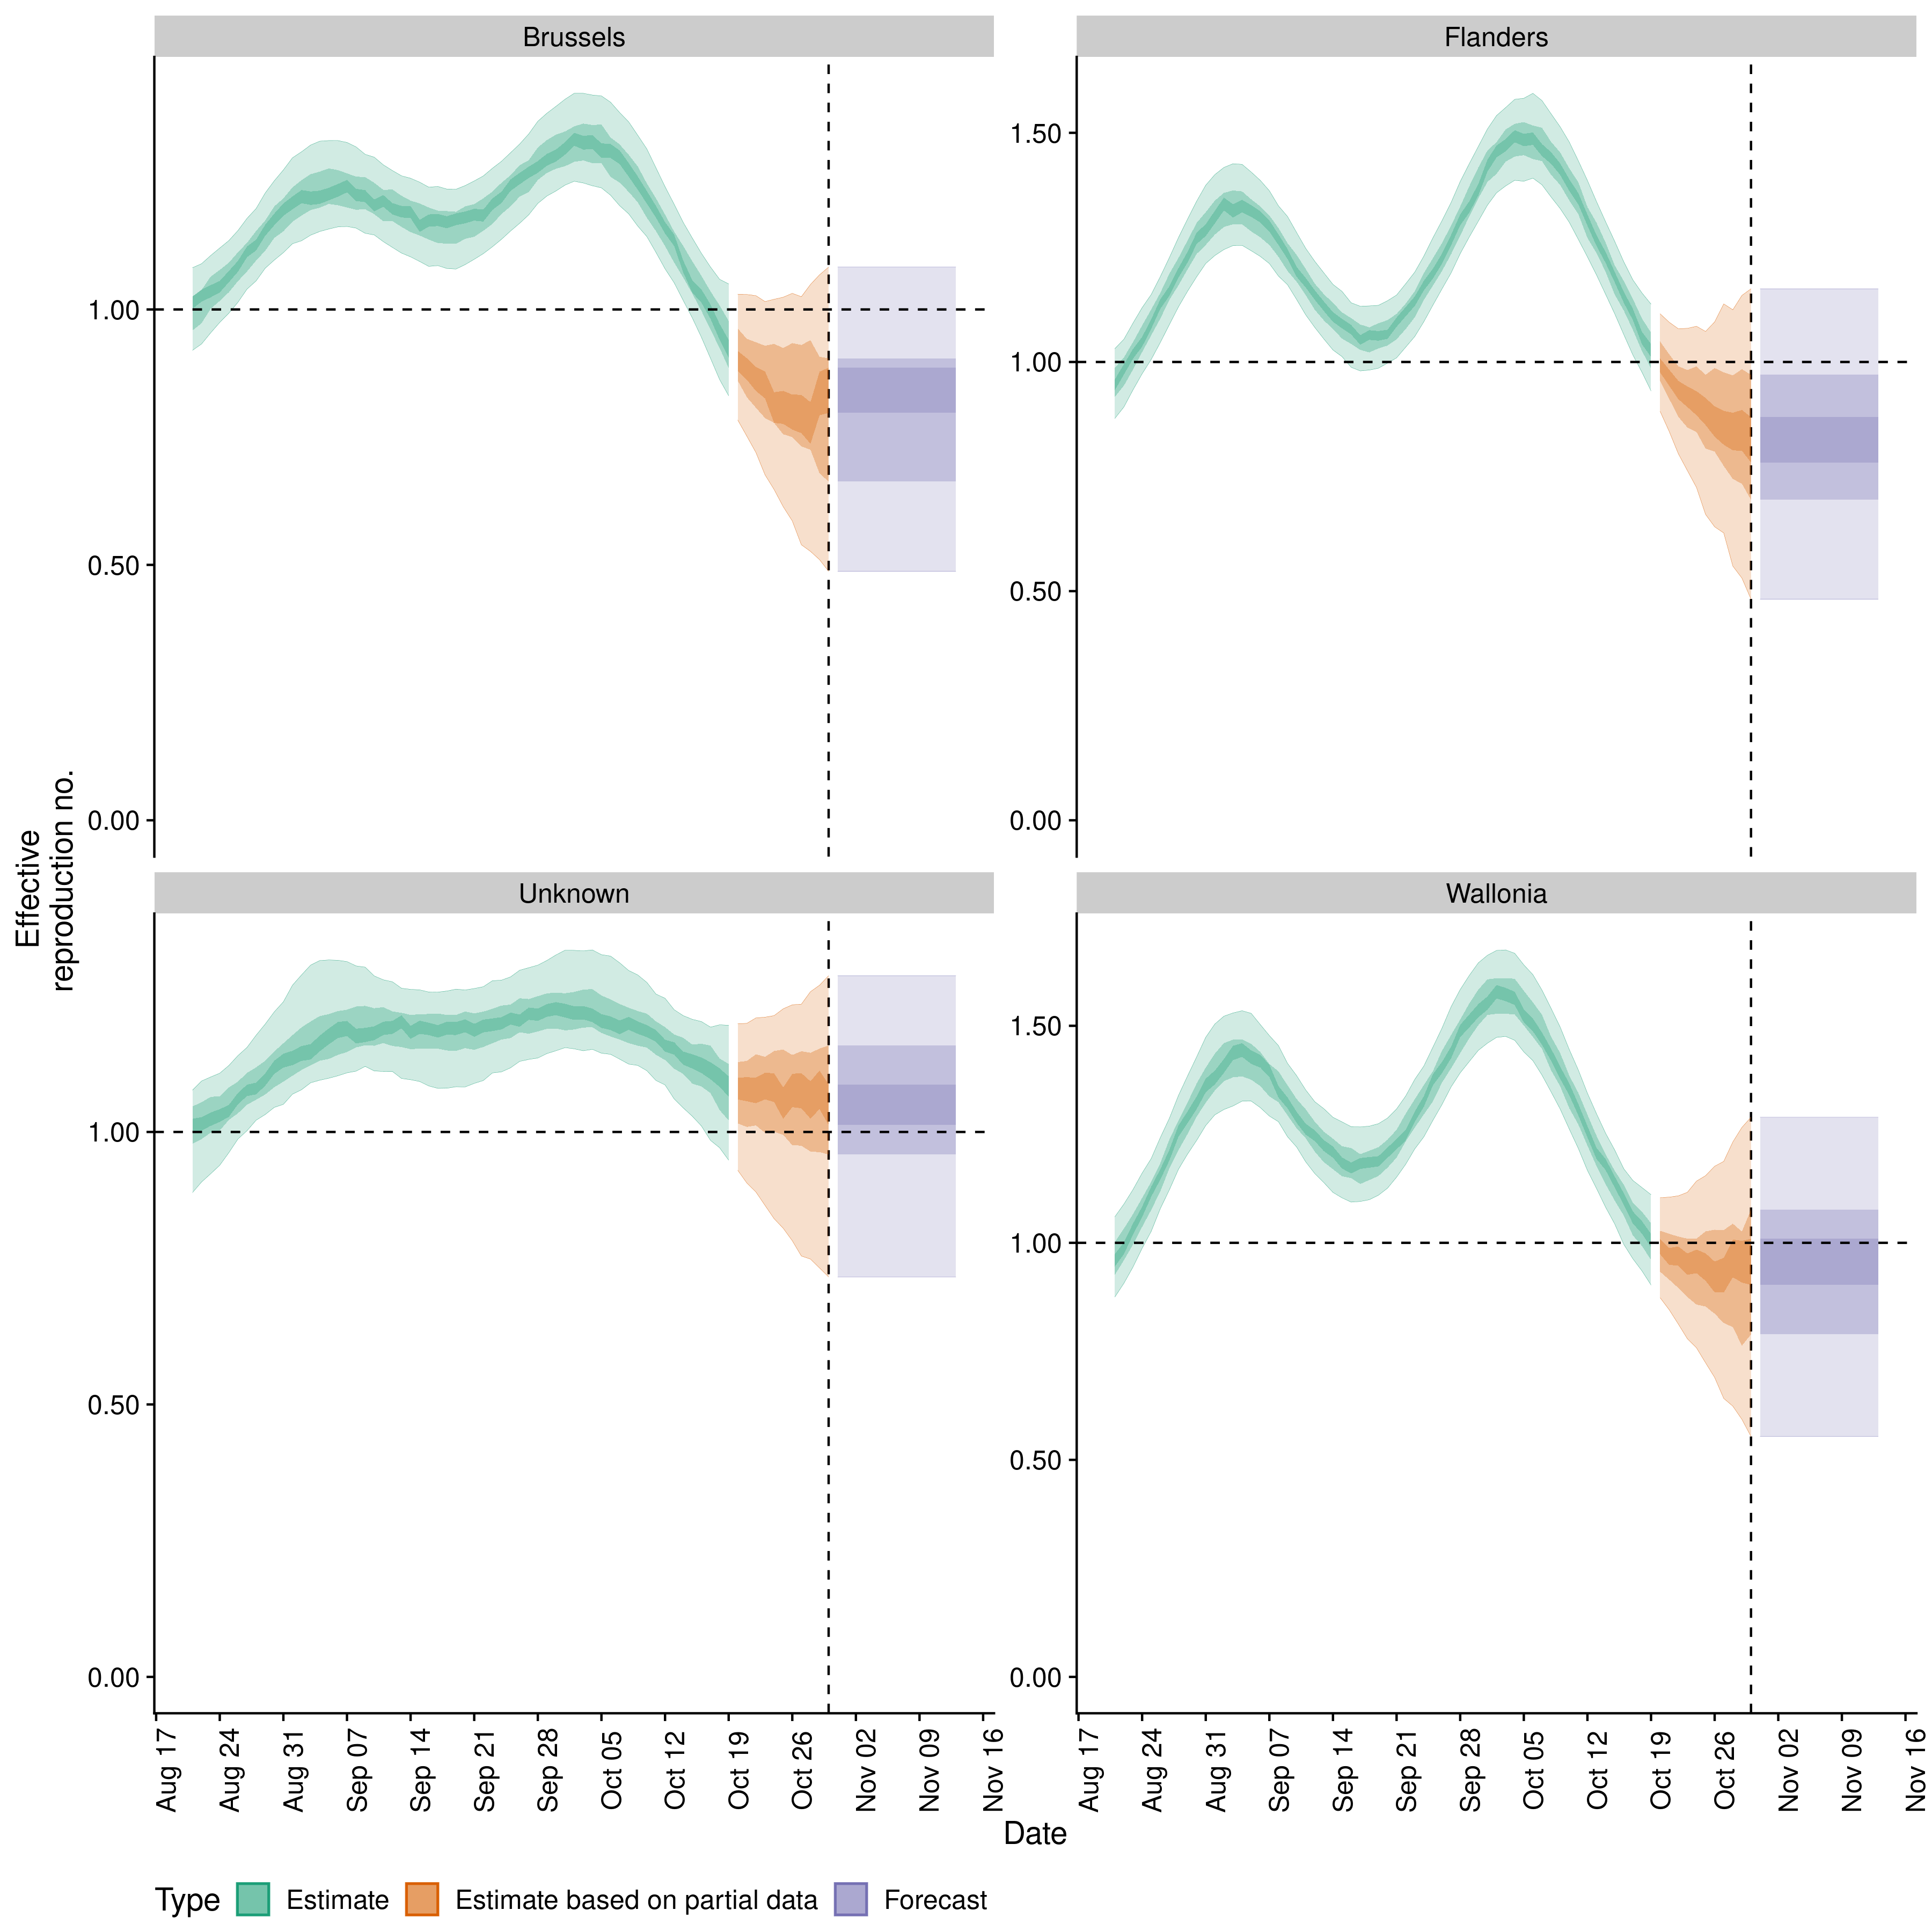 Brussels
Flanders
1.00
0.50
0.00
1.50
1.00
0.50
0.00
Effective
reproduction no.
Unknown
Wallonia
1.00
0.50
0.00
1.50
1.00
0.50
0.00
Aug 17
Aug 24
Aug 31
Sep 07
Sep 14
Sep 21
Sep 28
Oct 05
Oct 12
Oct 19
Oct 26
Nov 02
Nov 09
Nov 16
Aug 17
Aug 24
Aug 31
Sep 07
Sep 14
Sep 21
Sep 28
Oct 05
Oct 12
Oct 19
Oct 26
Nov 02
Nov 09
Nov 16
Date
Type Estimate Estimate based on partial data Forecast